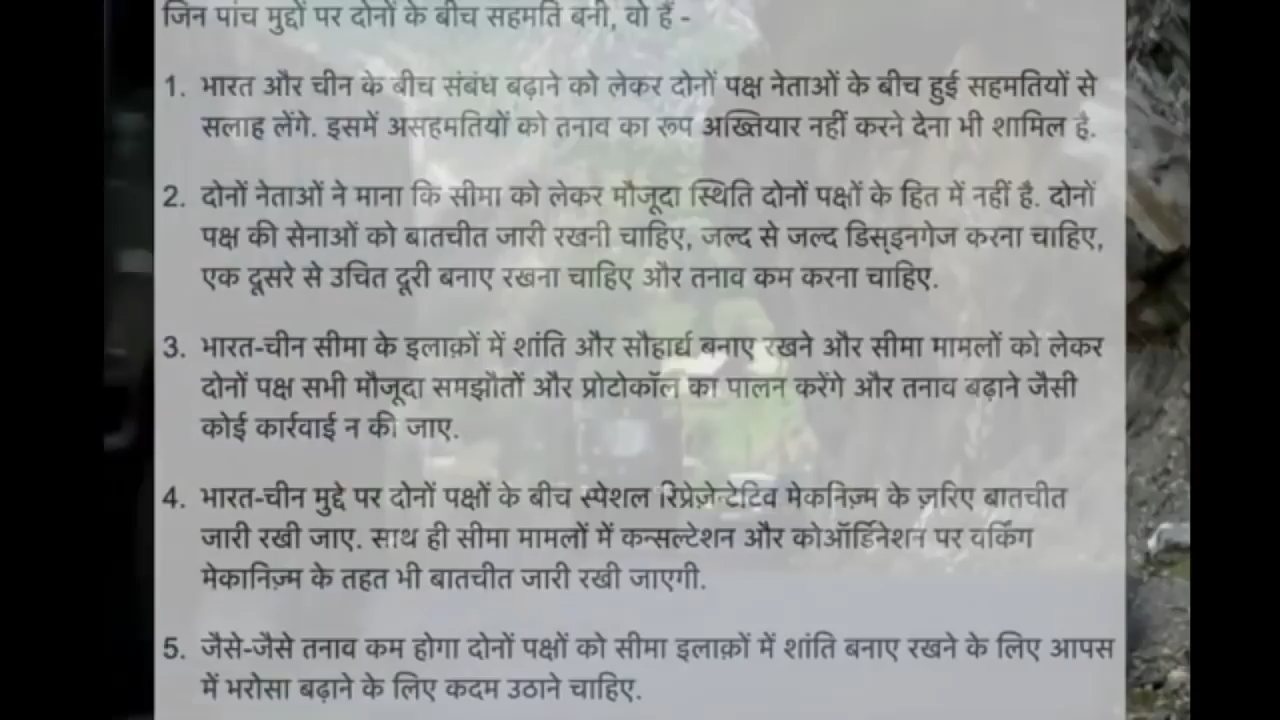 जिन पांच मुद्दों पर दोनों के बीच सहमति बनी, वो हैं -
1. भारत और चीन के बीच संबंध बढ़ाने को लेकर दोनों पक्ष नेताओं के बीच हुई सहमतियों से
सलाह लेंगे. इसमें असहमतियों को तनाव का रूप अख्तियार नहीं करने देना भी शामिल है.
2. दोनों नेताओं ने माना कि सीमा को लेकर मौजूदा स्थिति दोनों पक्षों के हित में नहीं है. दोनों
पक्ष की सेनाओं को बातचीत जारी रखनी चाहिए, जल्द से जल्द डिस्इनगेज करना चाहिए,
एक दूसरे से उचित दूरी बनाए रखना चाहिए और तनाव कम करना चाहिए.
3. भारत-चीन सीमा के इलाक़ों में शांति और सौहार्द्य बनाए रखने और सीमा मामलों को लेकर
दोनों पक्ष सभी मौजूदा समझौतों और प्रोटोकॉल का पालन करेंगे और तनाव बढ़ाने जैसी
कोई कार्रवाई न की जाए.
4. भारत-चीन मुद्दे पर दोनों पक्षों के बीच स्पेशल रिप्रेज़ेन्टेटिव मेकनिज़्म के ज़रिए बातचीत
जारी रखी जाए. साथ ही सीमा मामलों में कन्सल्टेशन और कोऑर्डिनेशन पर वर्किंग
मेकानिज़्म के तहत भी बातचीत जारी रखी जाएगी.
5. जैसे-जैसे तनाव कम होगा दोनों पक्षों को सीमा इलाक़ों में शांति बनाए रखने के लिए आपस
में भरोसा बढ़ाने के लिए कदम उठाने चाहिए.